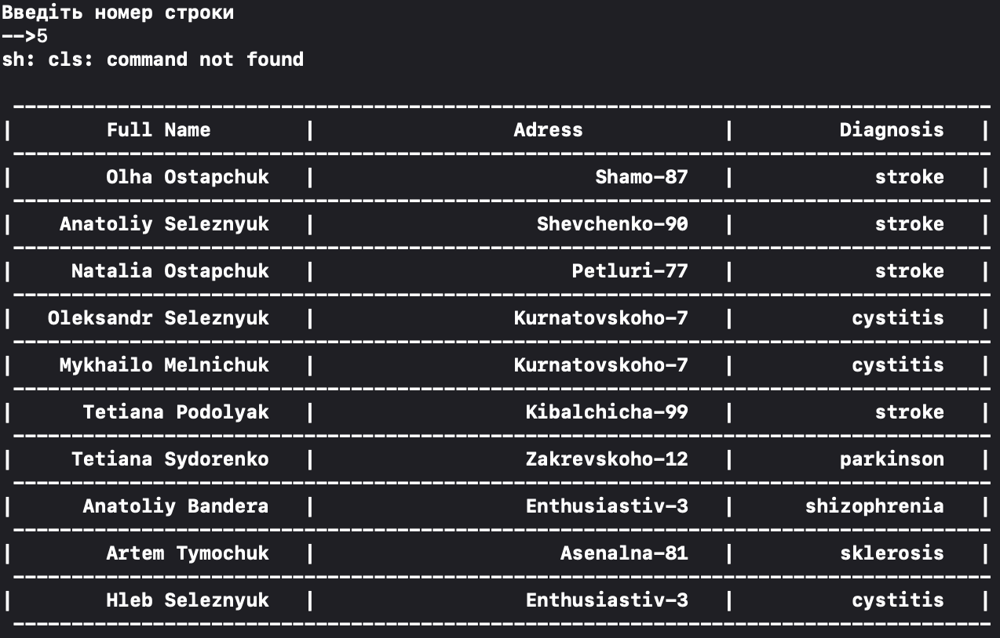 Введіть номер строки
-->5
sh: cls: command not found
| Full Name | Adress | Diagnosis |
| Olha Ostapchuk | Shamo-87 | stroke |
| Anatoliy Seleznyuk | Shevchenko-90 | stroke |
| Natalia Ostapchuk | Petluri-77 | stroke |
| Oleksandr Seleznyuk | Kurnatovskoho-7 | cystitis |
| Mykhailo Melnichuk | Kurnatovskoho-7 | cystitis |
| Tetiana Podolyak | Kibalchicha-99 | stroke |
| Tetiana Sydorenko | Zakrevskoho-12 | parkinson |
| Anatoliy Bandera | Enthusiastiv-3 | shizophrenia |
| Artem Tymochuk | Asenalna-81 | sklerosis |
| Hleb Seleznyuk | Enthusiastiv-3 | cystitis |